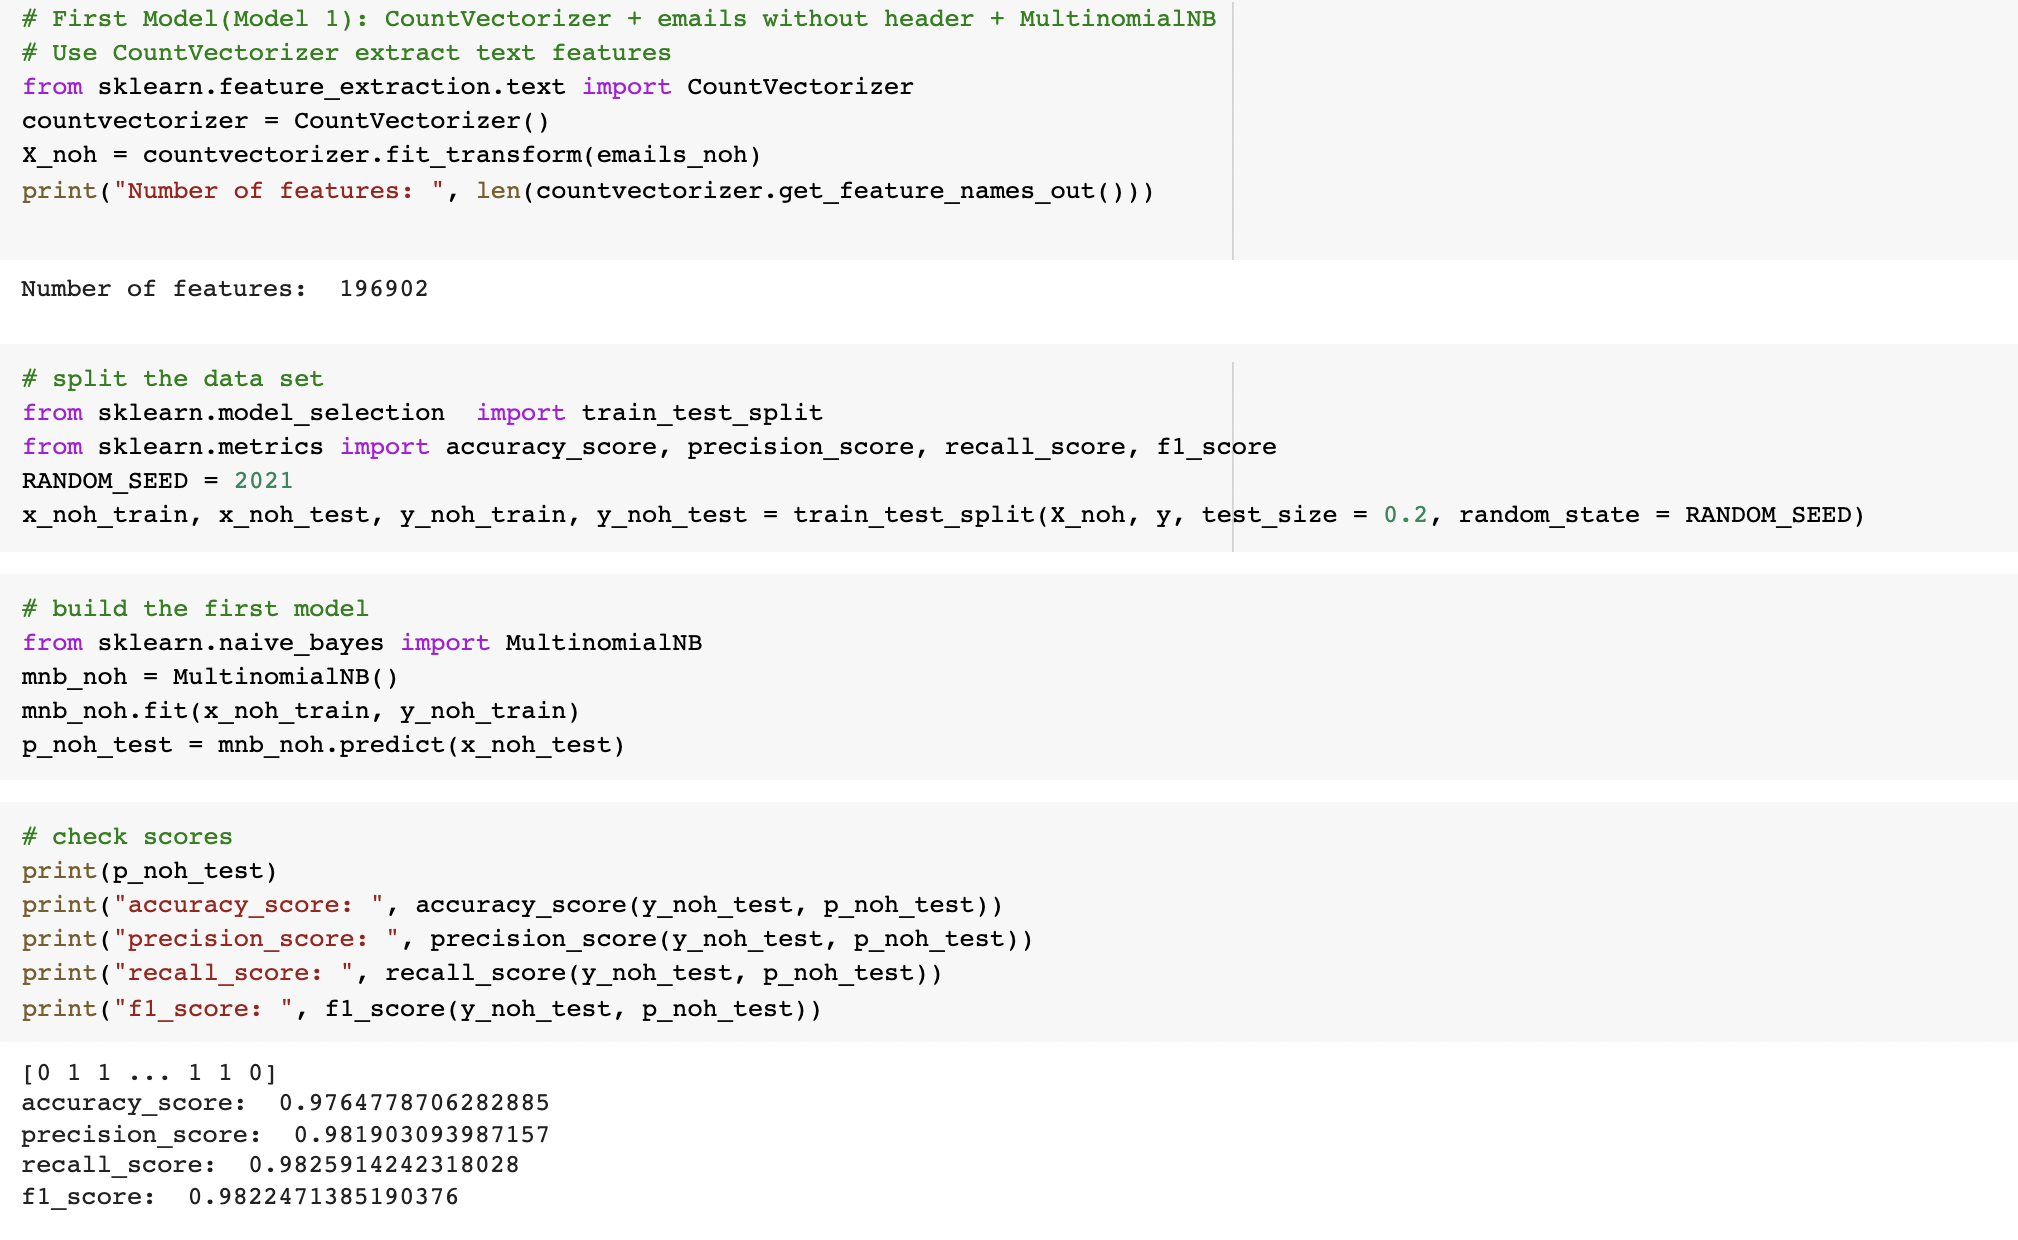 # First Model(Model 1): CountVectorizer + emails without header + MultinomialNB
# Use CountVectorizer extract text features
from sklearn.feature_extraction.text import CountVectorizer
countvectorizer = CountVectorizer()
X_noh = countvectorizer.fit_transform(emails_noh)
print("Number of features: ", len(countvectorizer.get_feature_names_out()))
Number of features:  196902
# split the data set
from sklearn.model_selection  import train_test_split
from sklearn.metrics import accuracy_score, precision_score, recall_score, f1_score
RANDOM_SEED = 2021
x_noh_train, x_noh_test, y_noh_train, y_noh_test = train_test_split(X_noh, y, test_size = 0.2, random_state = RANDOM_SEED)
# build the first model
from sklearn.naive_bayes import MultinomialNB
mnb_noh = MultinomialNB()
mnb_noh.fit(x_noh_train, y_noh_train)
p_noh_test = mnb_noh.predict(x_noh_test)
# check scores
print(p_noh_test)
print("accuracy_score: ", accuracy_score(y_noh_test, p_noh_test))
print("precision_score: ", precision_score(y_noh_test, p_noh_test))
print("recall_score: ", recall_score(y_noh_test, p_noh_test))
print("f1_score: ", f1_score(y_noh_test, p_noh_test))
[0 1 1 ... 1 1 0]
accuracy_score:  0.9764778706282885
precision_score:  0.981903093987157
recall_score:  0.9825914242318028
f1_score:  0.9822471385190376